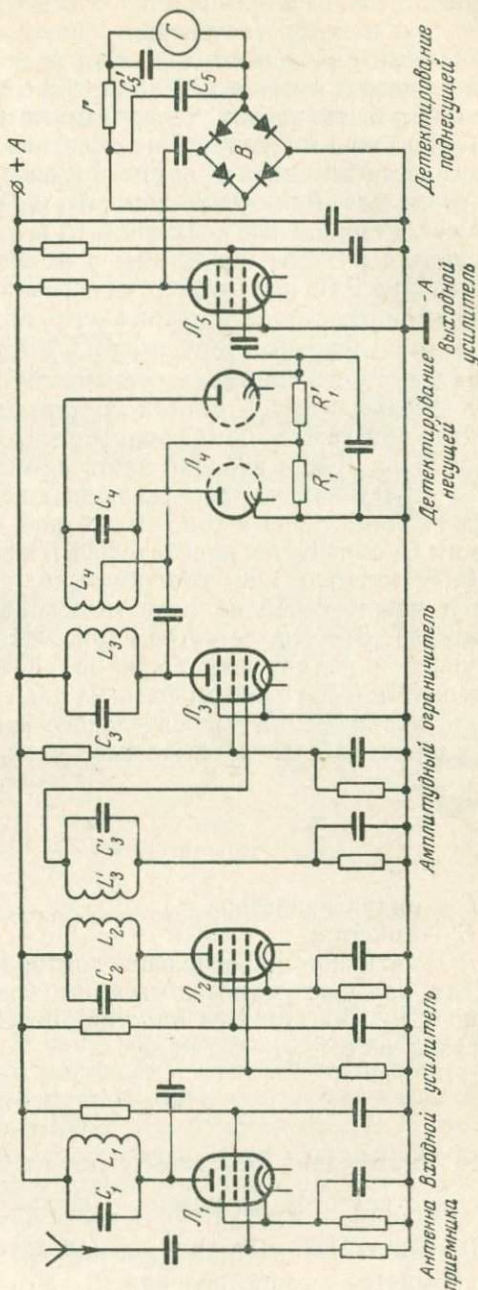 ø + A
C₁ L₁
C₂ L₂
L₃′ C₃′
C₃ L₃
L₄ C₄
r
C₅′
C₅
Г
B
Л₁
Л₂
Л₃
Л₄
Л₅
R₁ R₁′
- A
Антенна приемника
Входной усилитель
Амплитудный ограничитель
Детектирование несущей
Выходной усилитель
Детектирование поднесущей